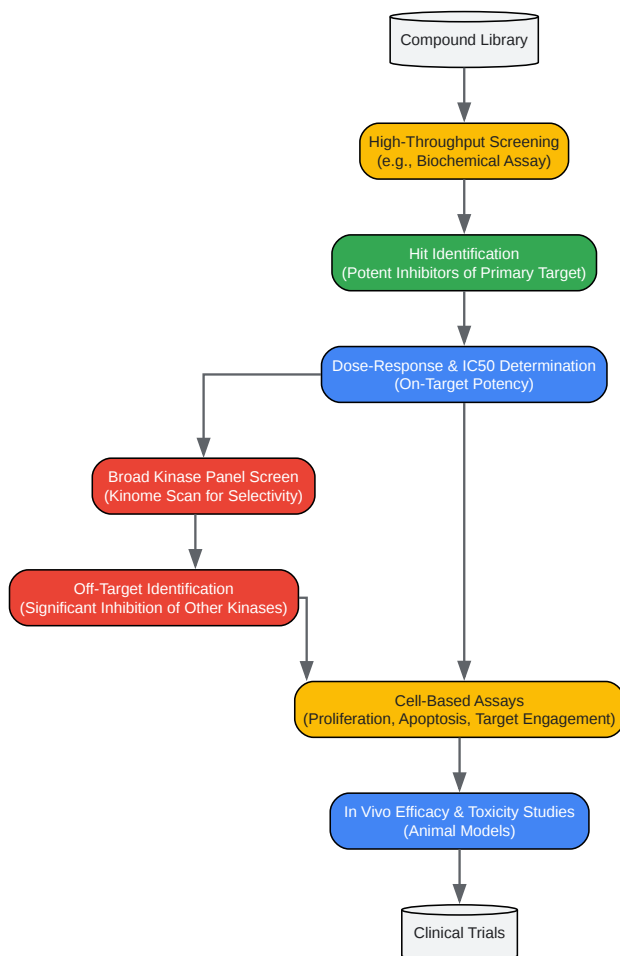 Compound Library
High-Throughput Screening
(e.g., Biochemical Assay)
Hit Identification
(Potent Inhibitors of Primary Target)
Dose-Response & IC50 Determination
(On-Target Potency)
Broad Kinase Panel Screen
(Kinome Scan for Selectivity)
Off-Target Identification
(Significant Inhibition of Other Kinases)
Cell-Based Assays
(Proliferation, Apoptosis, Target Engagement)
In Vivo Efficacy & Toxicity Studies
(Animal Models)
Clinical Trials